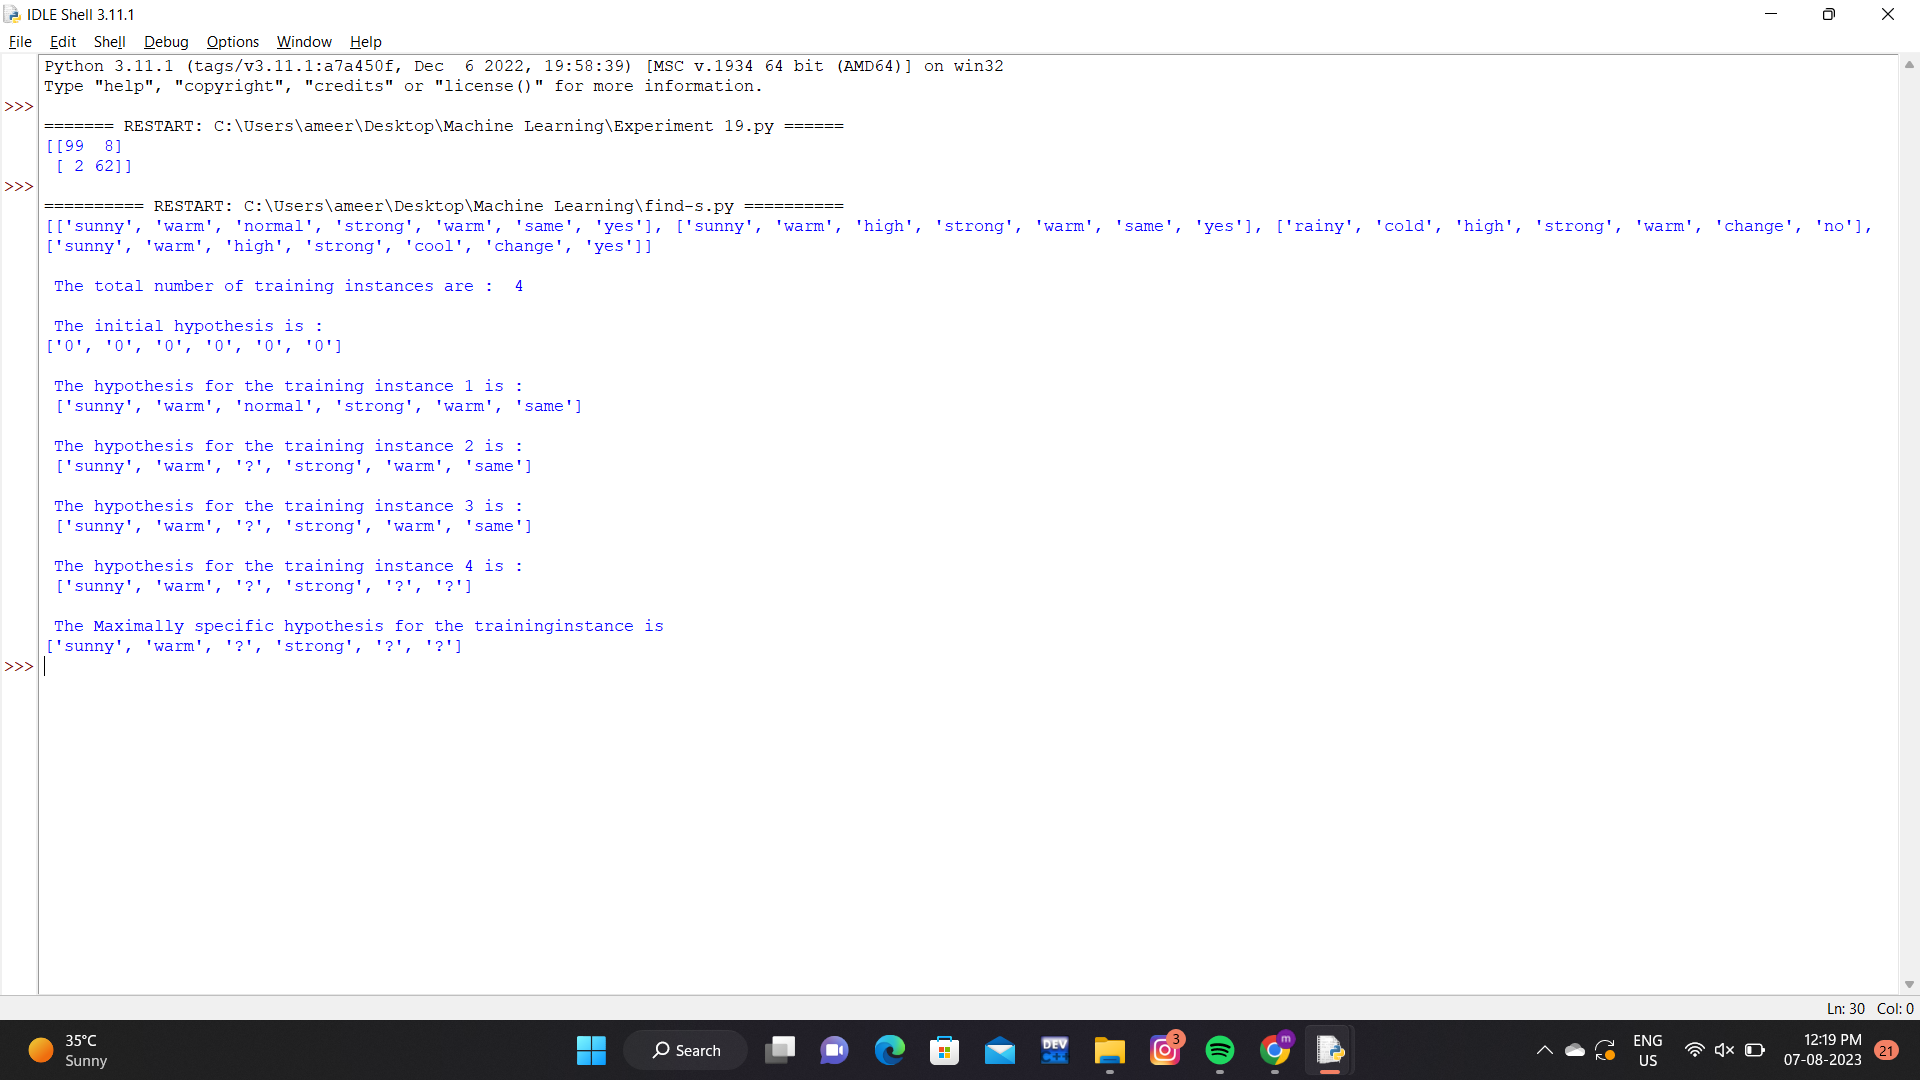 IDLE Shell 3.11.1
File Edit Shell Debug Options Window Help
Python 3.11.1 (tags/v3.11.1:a7a450f, Dec  6 2022, 19:58:39) [MSC v.1934 64 bit (AMD64)] on win32
Type "help", "copyright", "credits" or "license()" for more information.
>>>
======= RESTART: C:\Users\ameer\Desktop\Machine Learning\Experiment 19.py ======
[[99  8]
 [ 2 62]]
>>>
========== RESTART: C:\Users\ameer\Desktop\Machine Learning\find-s.py ==========
[['sunny', 'warm', 'normal', 'strong', 'warm', 'same', 'yes'], ['sunny', 'warm', 'high', 'strong', 'warm', 'same', 'yes'], ['rainy', 'cold', 'high', 'strong', 'warm', 'change', 'no'],
['sunny', 'warm', 'high', 'strong', 'cool', 'change', 'yes']]
 The total number of training instances are :  4
 The initial hypothesis is :
['0', '0', '0', '0', '0', '0']
 The hypothesis for the training instance 1 is :
 ['sunny', 'warm', 'normal', 'strong', 'warm', 'same']
 The hypothesis for the training instance 2 is :
 ['sunny', 'warm', '?', 'strong', 'warm', 'same']
 The hypothesis for the training instance 3 is :
 ['sunny', 'warm', '?', 'strong', 'warm', 'same']
 The hypothesis for the training instance 4 is :
 ['sunny', 'warm', '?', 'strong', '?', '?']
 The Maximally specific hypothesis for the traininginstance is
['sunny', 'warm', '?', 'strong', '?', '?']
>>>
Ln: 30 Col: 0
35°C
Sunny
Search
DEV
C++
3
m
ENG
US
12:19 PM
07-08-2023
21